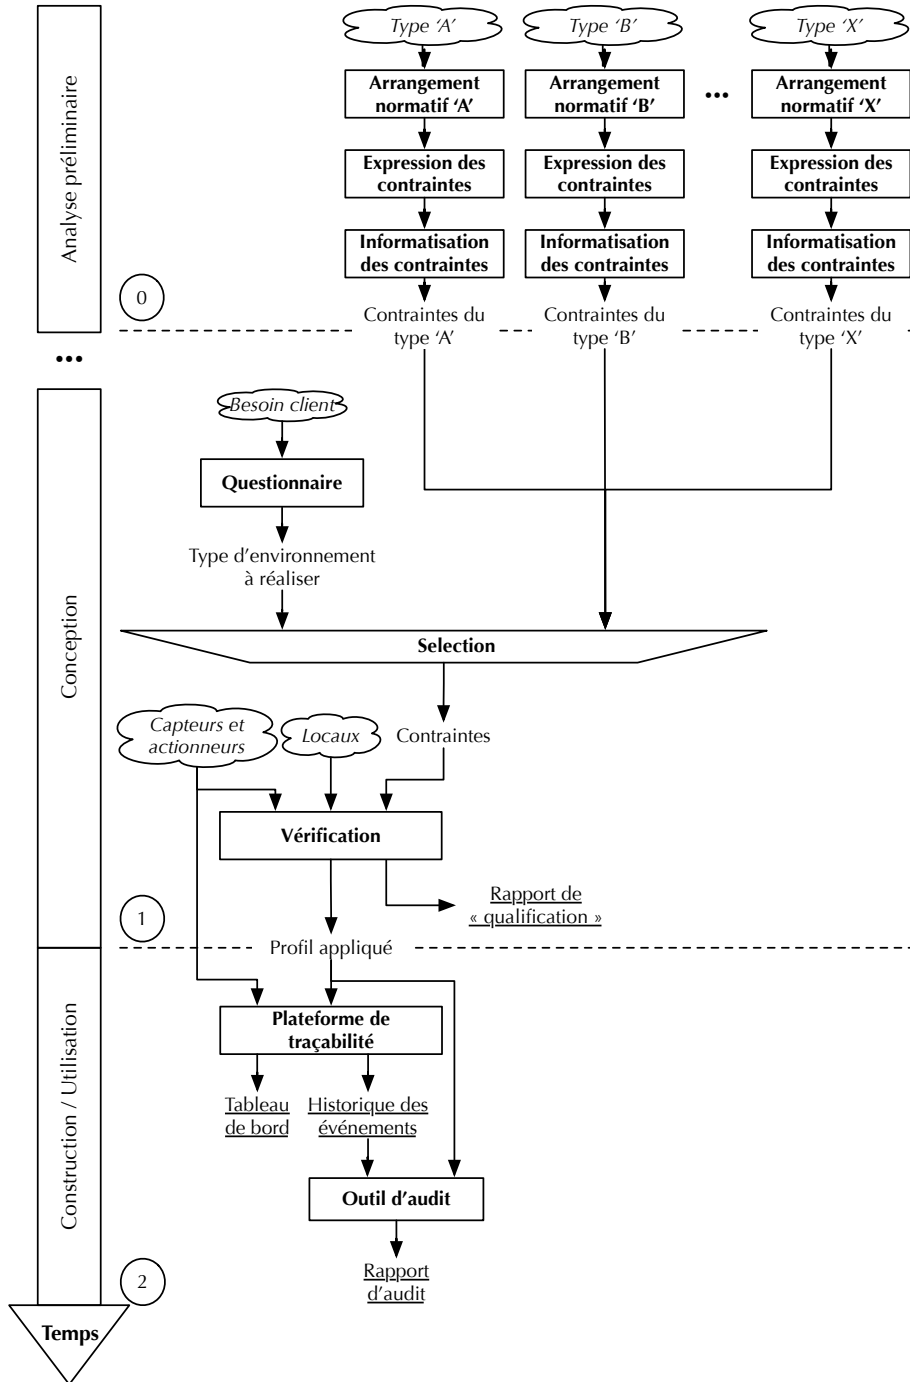 Analyse préliminaire
Type ‘A’
Type ‘B’
Type ‘X’
Arrangement
normatif ‘A’
Arrangement
normatif ‘B’
•••
Arrangement
normatif ‘X’
Expression des
contraintes
Expression des
contraintes
Expression des
contraintes
Informatisation
des contraintes
Informatisation
des contraintes
Informatisation
des contraintes
0
Contraintes du
type ‘A’
Contraintes du
type ‘B’
Contraintes du
type ‘X’
•••
Conception
Besoin client
Questionnaire
Type d’environnement
à réaliser
Selection
Capteurs et
actionneurs
Locaux
Contraintes
Vérification
Rapport de
« qualification »
1
Profil appliqué
Construction / Utilisation
Plateforme de
traçabilité
Tableau
de bord
Historique des
événements
Outil d’audit
Rapport
d’audit
2
Temps